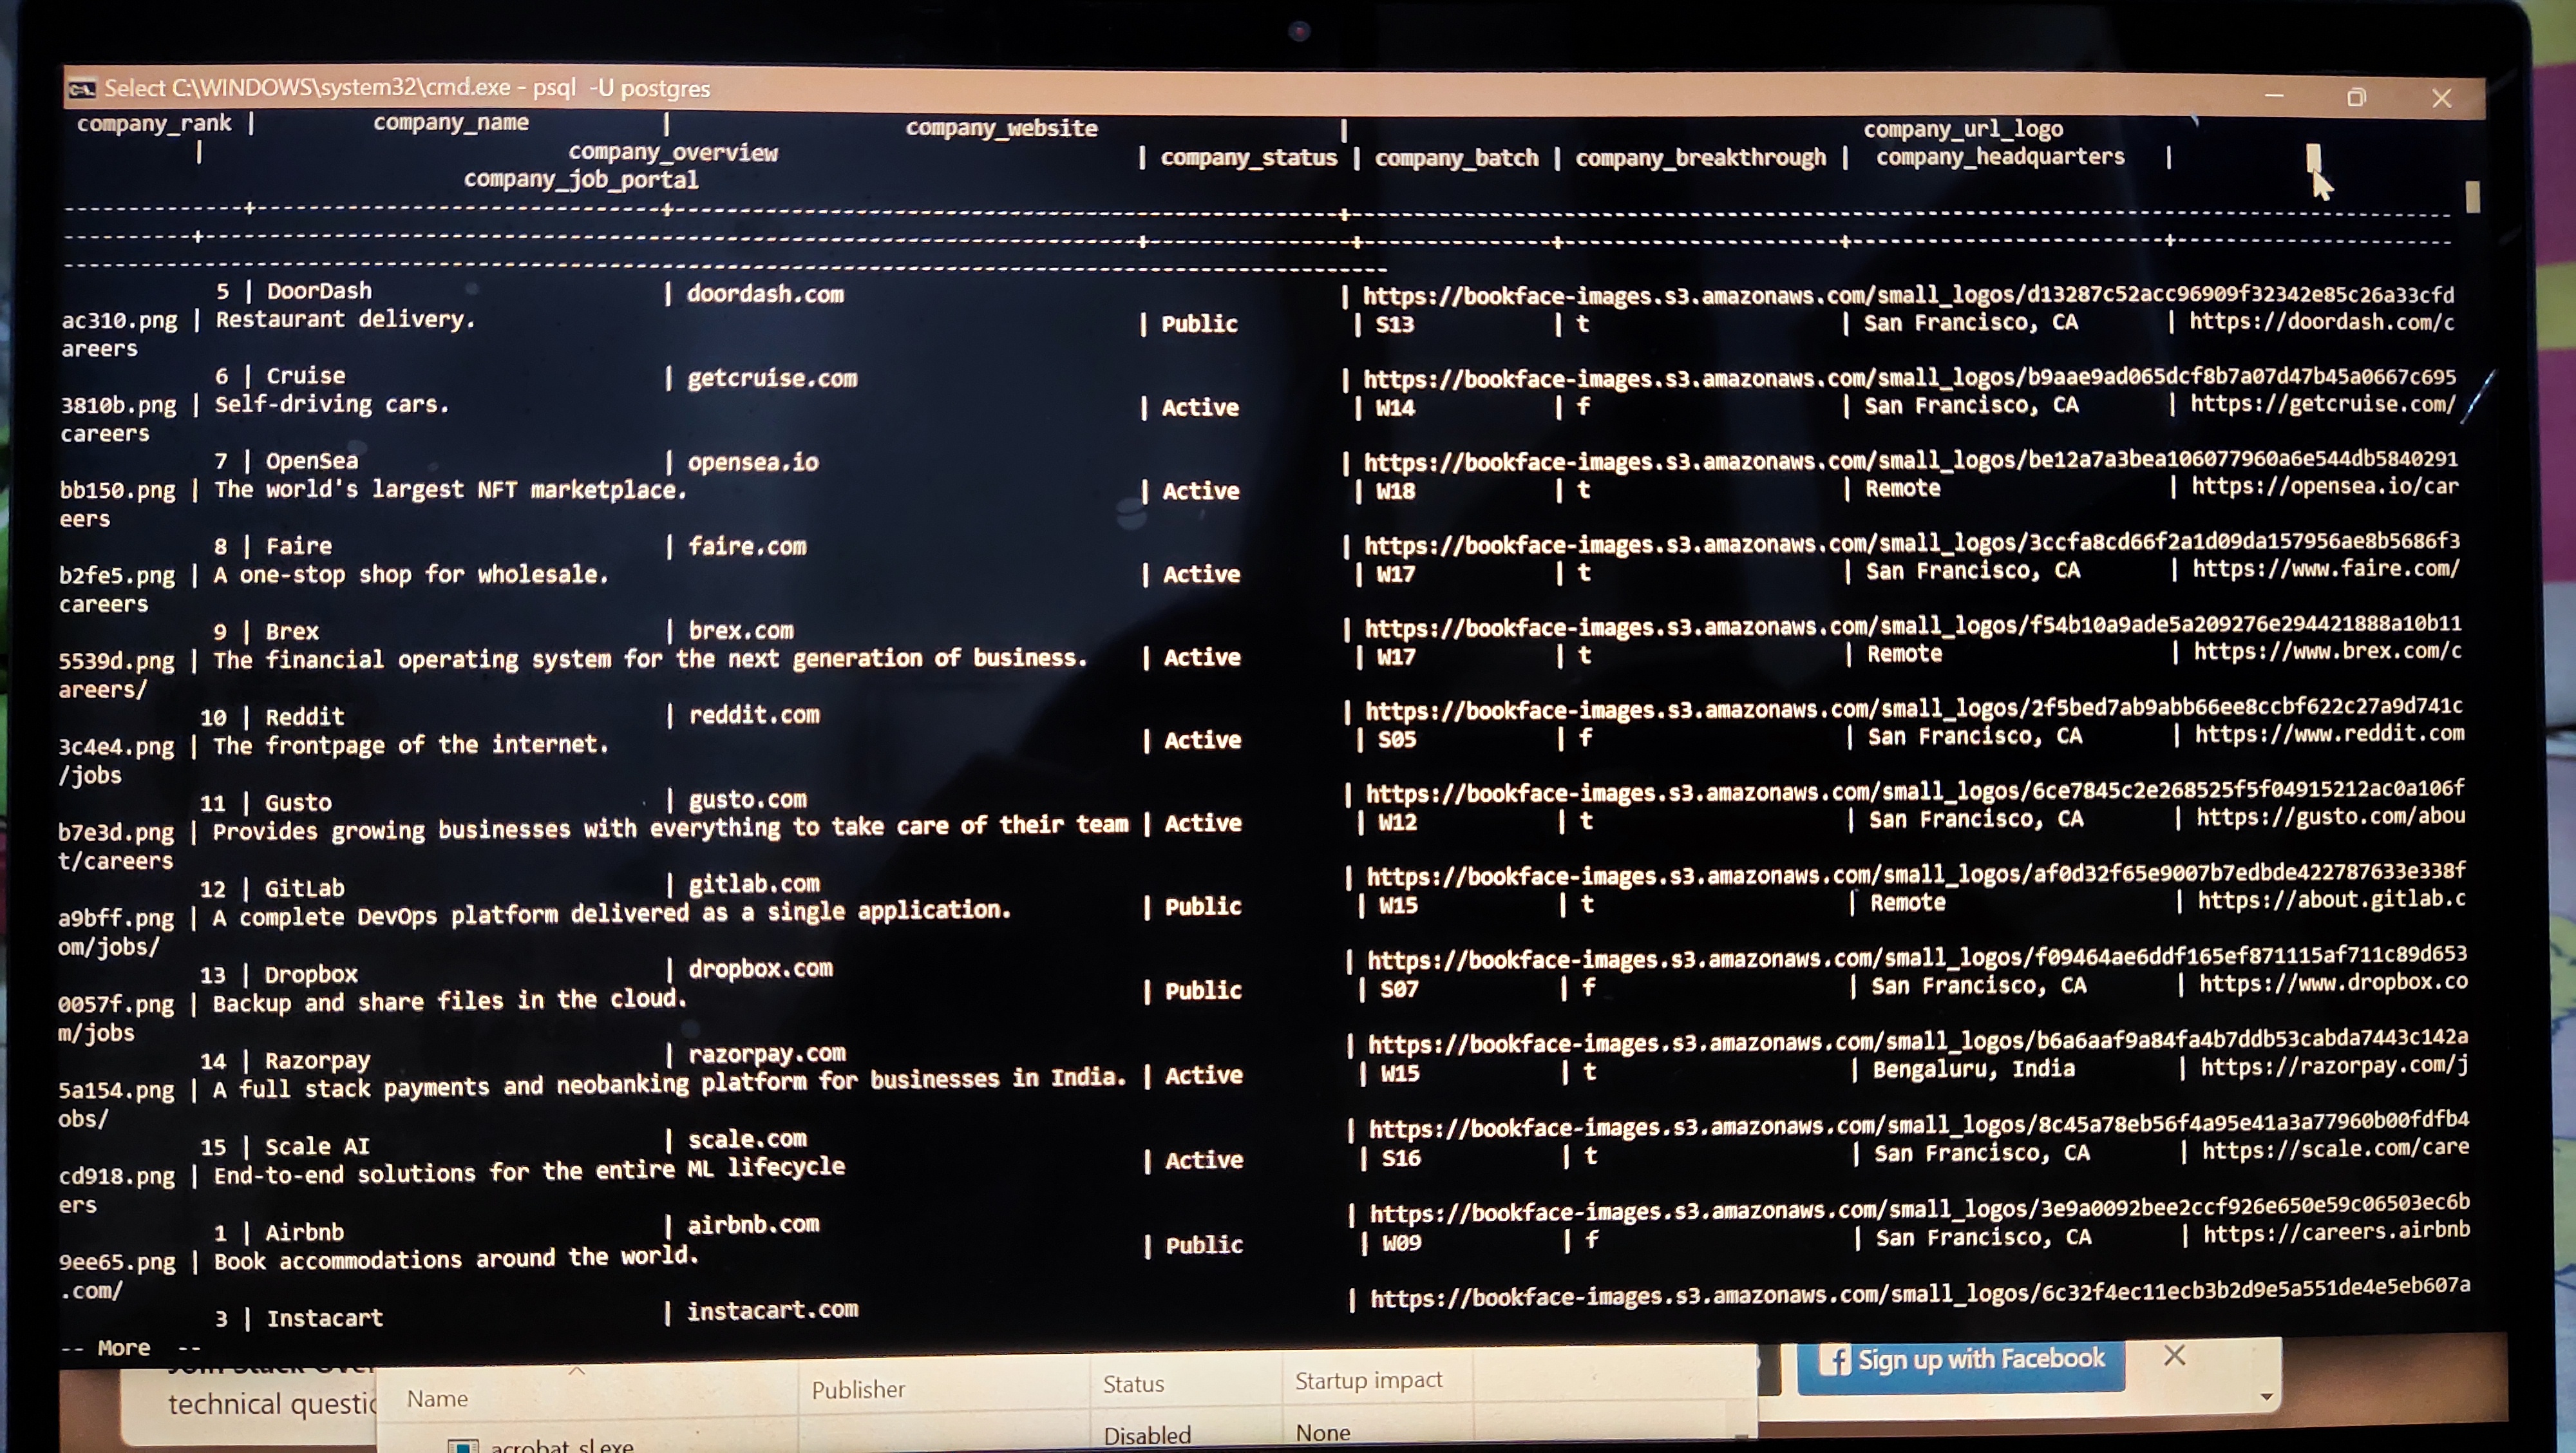 Select C:\WINDOWS\system32\cmd.exe - psql  -U postgres
company_rank |          company_name          |          company_website          |          company_url_logo
          |          company_overview          | company_status | company_batch | company_breakthrough |  company_headquarters  |
          company_job_portal
5 | DoorDash | doordash.com | https://bookface-images.s3.amazonaws.com/small_logos/d13287c52acc96909f32342e85c26a33cfd
ac310.png | Restaurant delivery. | Public | S13 | t | San Francisco, CA | https://doordash.com/c
areers
6 | Cruise | getcruise.com | https://bookface-images.s3.amazonaws.com/small_logos/b9aae9ad065dcf8b7a07d47b45a0667c695
3810b.png | Self-driving cars. | Active | W14 | f | San Francisco, CA | https://getcruise.com/
careers
7 | OpenSea | opensea.io | https://bookface-images.s3.amazonaws.com/small_logos/be12a7a3bea106077960a6e544db5840291
bb150.png | The world's largest NFT marketplace. | Active | W18 | t | Remote | https://opensea.io/car
eers
8 | Faire | faire.com | https://bookface-images.s3.amazonaws.com/small_logos/3ccfa8cd66f2a1d09da157956ae8b5686f3
b2fe5.png | A one-stop shop for wholesale. | Active | W17 | t | San Francisco, CA | https://www.faire.com/
careers
9 | Brex | brex.com | https://bookface-images.s3.amazonaws.com/small_logos/f54b10a9ade5a209276e294421888a10b11
5539d.png | The financial operating system for the next generation of business. | Active | W17 | t | Remote | https://www.brex.com/c
areers/
10 | Reddit | reddit.com | https://bookface-images.s3.amazonaws.com/small_logos/2f5bed7ab9abb66ee8ccbf622c27a9d741c
3c4e4.png | The frontpage of the internet. | Active | S05 | f | San Francisco, CA | https://www.reddit.com
/jobs
11 | Gusto | gusto.com | https://bookface-images.s3.amazonaws.com/small_logos/6ce7845c2e268525f5f04915212ac0a106f
b7e3d.png | Provides growing businesses with everything to take care of their team | Active | W12 | t | San Francisco, CA | https://gusto.com/abou
t/careers
12 | GitLab | gitlab.com | https://bookface-images.s3.amazonaws.com/small_logos/af0d32f65e9007b7edbde422787633e338f
a9bff.png | A complete DevOps platform delivered as a single application. | Public | W15 | t | Remote | https://about.gitlab.c
om/jobs/
13 | Dropbox | dropbox.com | https://bookface-images.s3.amazonaws.com/small_logos/f09464ae6ddf165ef871115af711c89d653
0057f.png | Backup and share files in the cloud. | Public | S07 | f | San Francisco, CA | https://www.dropbox.co
m/jobs
14 | Razorpay | razorpay.com | https://bookface-images.s3.amazonaws.com/small_logos/b6a6aaf9a84fa4b7ddb53cabda7443c142a
5a154.png | A full stack payments and neobanking platform for businesses in India. | Active | W15 | t | Bengaluru, India | https://razorpay.com/j
obs/
15 | Scale AI | scale.com | https://bookface-images.s3.amazonaws.com/small_logos/8c45a78eb56f4a95e41a3a77960b00fdfb4
cd918.png | End-to-end solutions for the entire ML lifecycle | Active | S16 | t | San Francisco, CA | https://scale.com/care
ers
1 | Airbnb | airbnb.com | https://bookface-images.s3.amazonaws.com/small_logos/3e9a0092bee2ccf926e650e59c06503ec6b
9ee65.png | Book accommodations around the world. | Public | W09 | f | San Francisco, CA | https://careers.airbnb
.com/
3 | Instacart | instacart.com | https://bookface-images.s3.amazonaws.com/small_logos/6c32f4ec11ecb3b2d9e5a551de4e5eb607a
-- More  --
Sign up with Facebook
technical questic
Name Publisher Status Startup impact
acrobat_sl.exe Disabled None